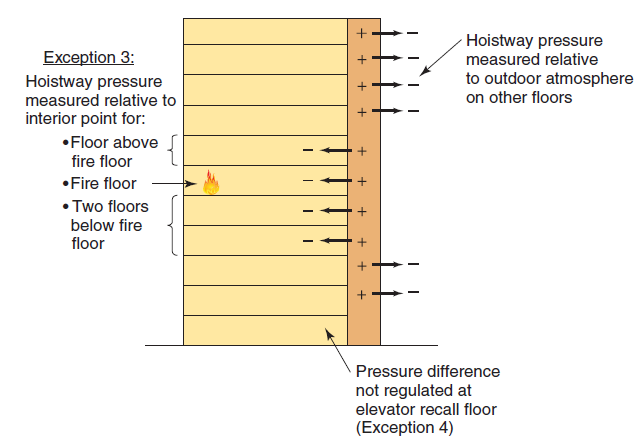 Exception 3:
Hoistway pressure
measured relative to
interior point for:
•Floor above
fire floor
•Fire floor
•Two floors
below fire
floor
+ –
+ –
+ –
+ –
– +
– +
– +
– +
+ –
+ –
Hoistway pressure
measured relative
to outdoor atmosphere
on other floors
Pressure difference
not regulated at
elevator recall floor
(Exception 4)